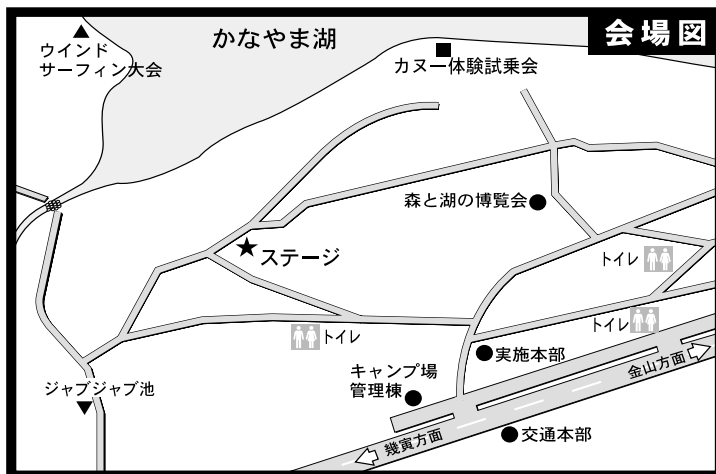 会場図
かなやま湖
ウインド
サーフィン大会
カヌー体験試乗会
森と湖の博覧会
ステージ
トイレ
トイレ
トイレ
実施本部
キャンプ場
管理棟
金山方面
ジャブジャブ池
幾寅方面
交通本部